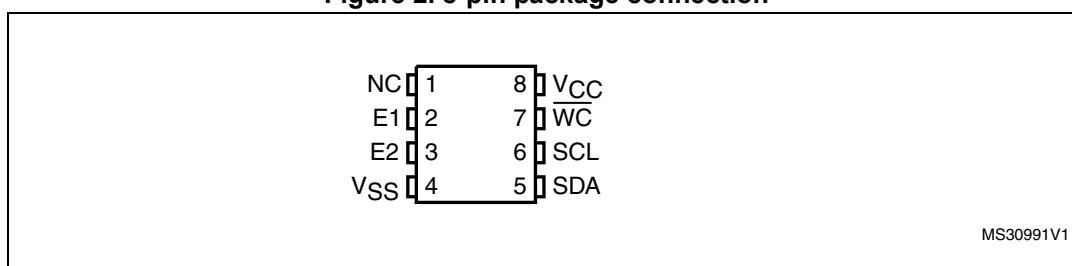 Figure 2. 8-pin package connection
NC 1 8 VCC
E1 2 7 WC
E2 3 6 SCL
VSS 4 5 SDA
MS30991V1